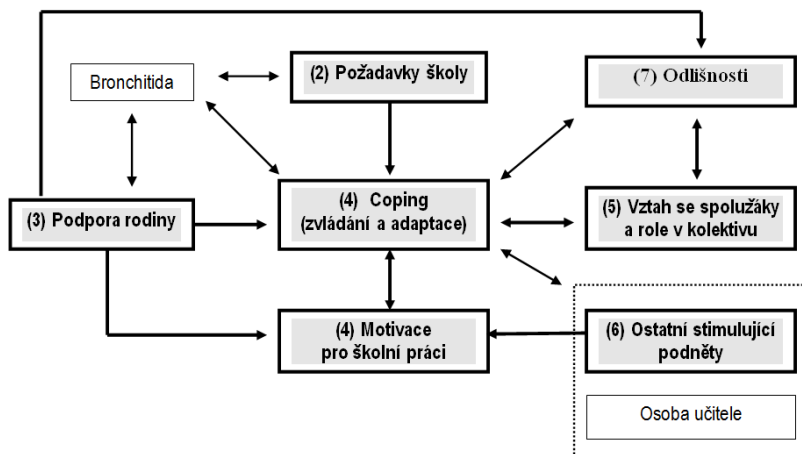 Bronchitida
(2) Požadavky školy
(7) Odlišnosti
(3) Podpora rodiny
(4) Coping
(zvládání a adaptace)
(5) Vztah se spolužáky
a role v kolektivu
(4) Motivace
pro školní práci
(6) Ostatní stimulující
podněty
Osoba učitele